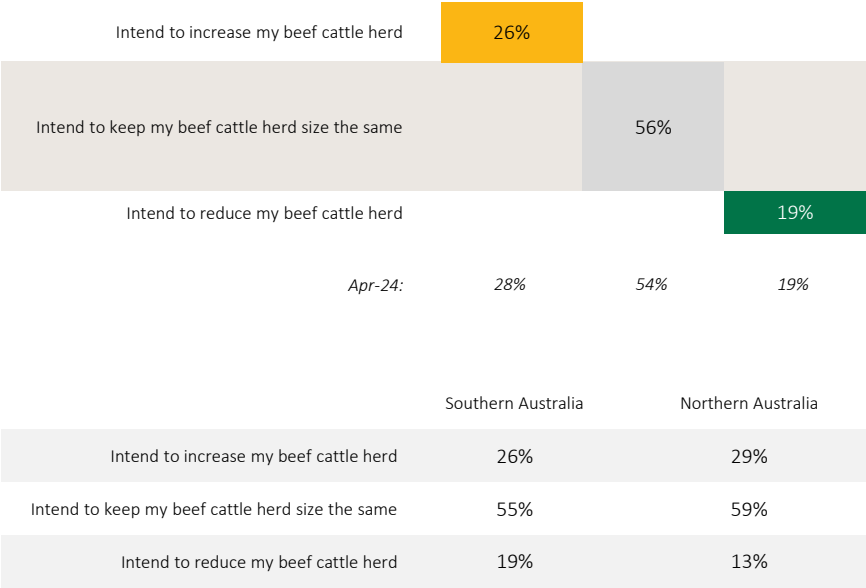 Intend to increase my beef cattle herd 26%
Intend to keep my beef cattle herd size the same 56%
Intend to reduce my beef cattle herd 19%
Apr-24: 28% 54% 19%
Southern Australia Northern Australia
Intend to increase my beef cattle herd 26% 29%
Intend to keep my beef cattle herd size the same 55% 59%
Intend to reduce my beef cattle herd 19% 13%